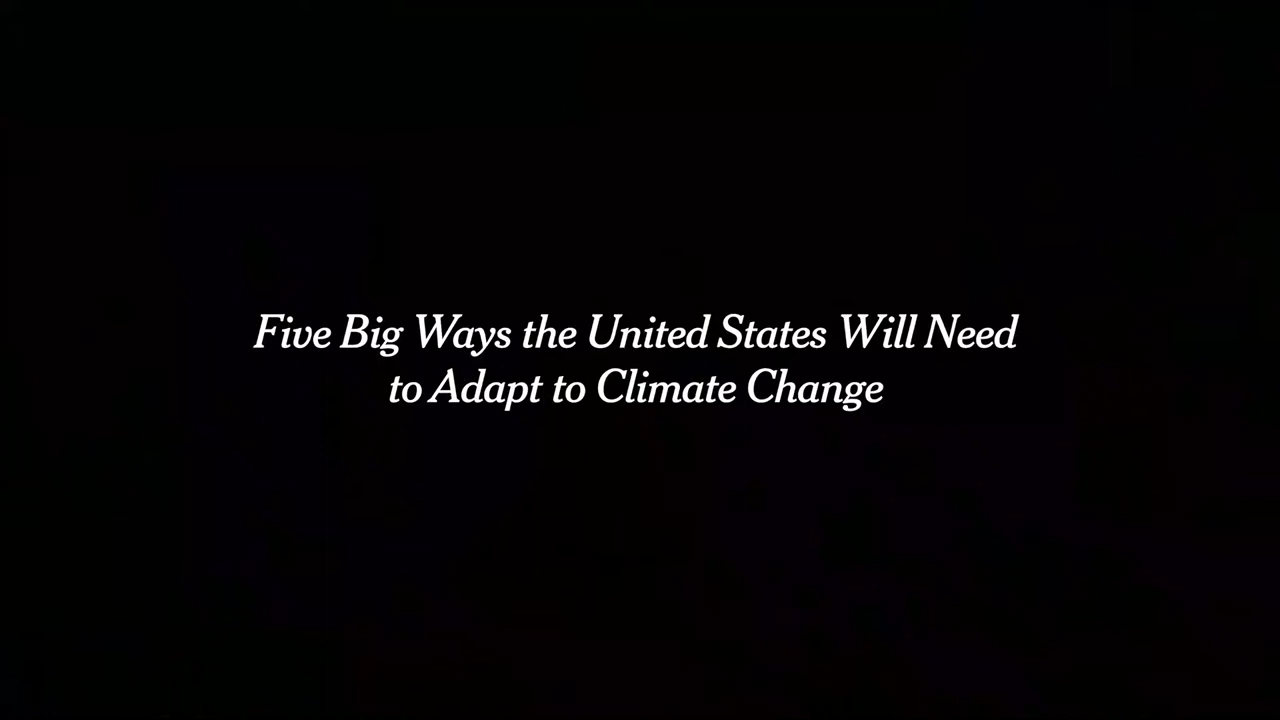 Five Big Ways the United States Will Need
to Adapt to Climate Change